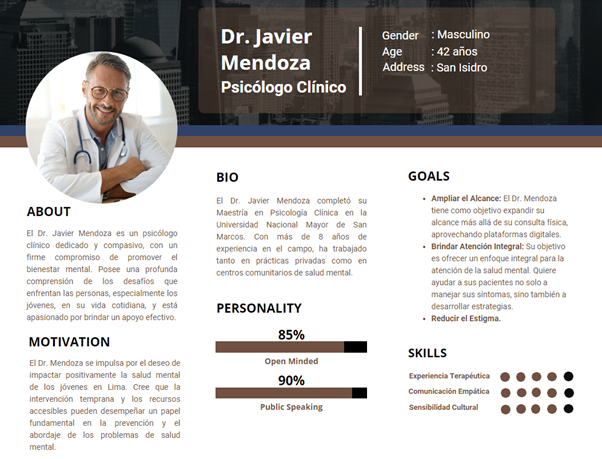 Dr. Javier
Mendoza
Psicólogo Clínico
Gender : Masculino
Age : 42 años
Address : San Isidro
ABOUT
El Dr. Javier Mendoza es un psicólogo
clínico dedicado y compasivo, con un
firme compromiso de promover el
bienestar mental. Posee una profunda
comprensión de los desafíos que
enfrentan las personas, especialmente los
jóvenes, en su vida cotidiana, y está
apasionado por brindar un apoyo efectivo.
MOTIVATION
El Dr. Mendoza se impulsa por el deseo de
impactar positivamente la salud mental
de los jóvenes en Lima. Cree que la
intervención temprana y los recursos
accesibles pueden desempeñar un papel
fundamental en la prevención y el
abordaje de los problemas de salud
mental.
BIO
El Dr. Javier Mendoza completó su
Maestría en Psicología Clínica en la
Universidad Nacional Mayor de San
Marcos. Con más de 8 años de
experiencia en el campo, ha trabajado
tanto en prácticas privadas como en
centros comunitarios de salud mental.
PERSONALITY
85%
Open Minded
90%
Public Speaking
GOALS
• Ampliar el Alcance: El Dr. Mendoza
tiene como objetivo expandir su
alcance más allá de su consulta física,
aprovechando plataformas digitales.
• Brindar Atención Integral: Su objetivo
es ofrecer un enfoque integral para la
atención de la salud mental. Quiere
ayudar a sus pacientes no solo a
manejar sus síntomas, sino también a
desarrollar estrategias.
• Reducir el Estigma.
SKILLS
Experiencia Terapéutica
Comunicación Empática
Sensibilidad Cultural